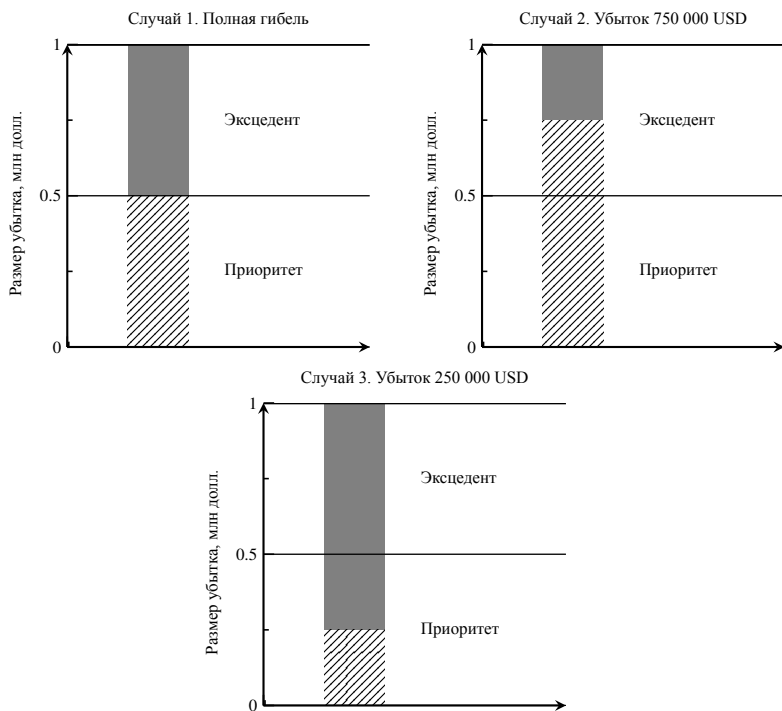 Случай 1. Полная гибель
Размер убытка, млн долл.
1
0.5
0
Эксцедент
Приоритет
Случай 2. Убыток 750 000 USD
Размер убытка, млн долл.
1
0.5
0
Эксцедент
Приоритет
Случай 3. Убыток 250 000 USD
Размер убытка, млн долл.
1
0.5
0
Эксцедент
Приоритет